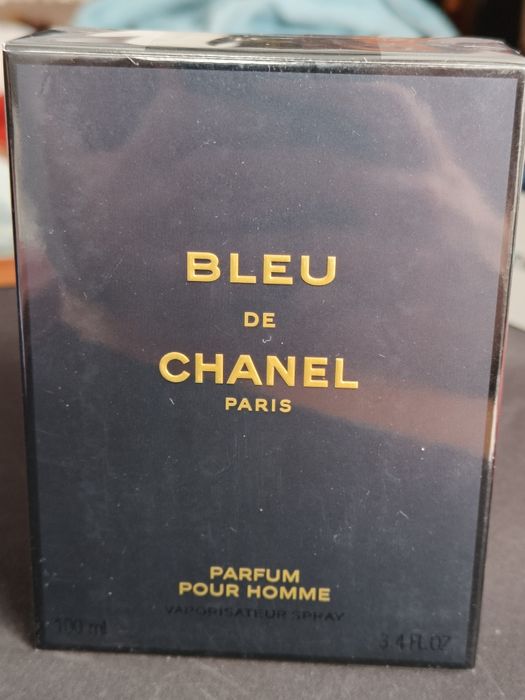 BLEU
DE
CHANEL
PARIS
PARFUM
POUR HOMME
VAPORISATEUR SPRAY
100 ml 3.4 FL.OZ